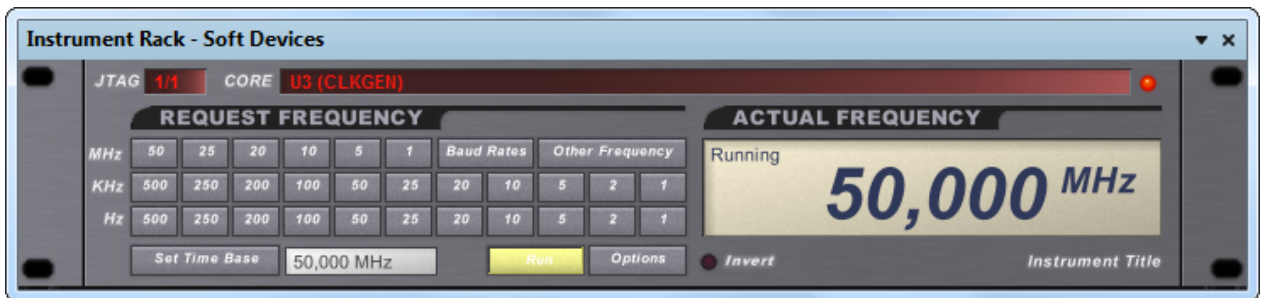 Instrument Rack - Soft Devices
JTAG 1/1 CORE U3 (CLKGEN)
REQUEST FREQUENCY
MHz 50 25 20 10 5 1 Baud Rates Other Frequency
KHz 500 250 200 100 50 25 20 10 5 2 1
Hz 500 250 200 100 50 25 20 10 5 2 1
Set Time Base 50,000 MHz Run Options
ACTUAL FREQUENCY
Running
50,000 MHz
Invert Instrument Title